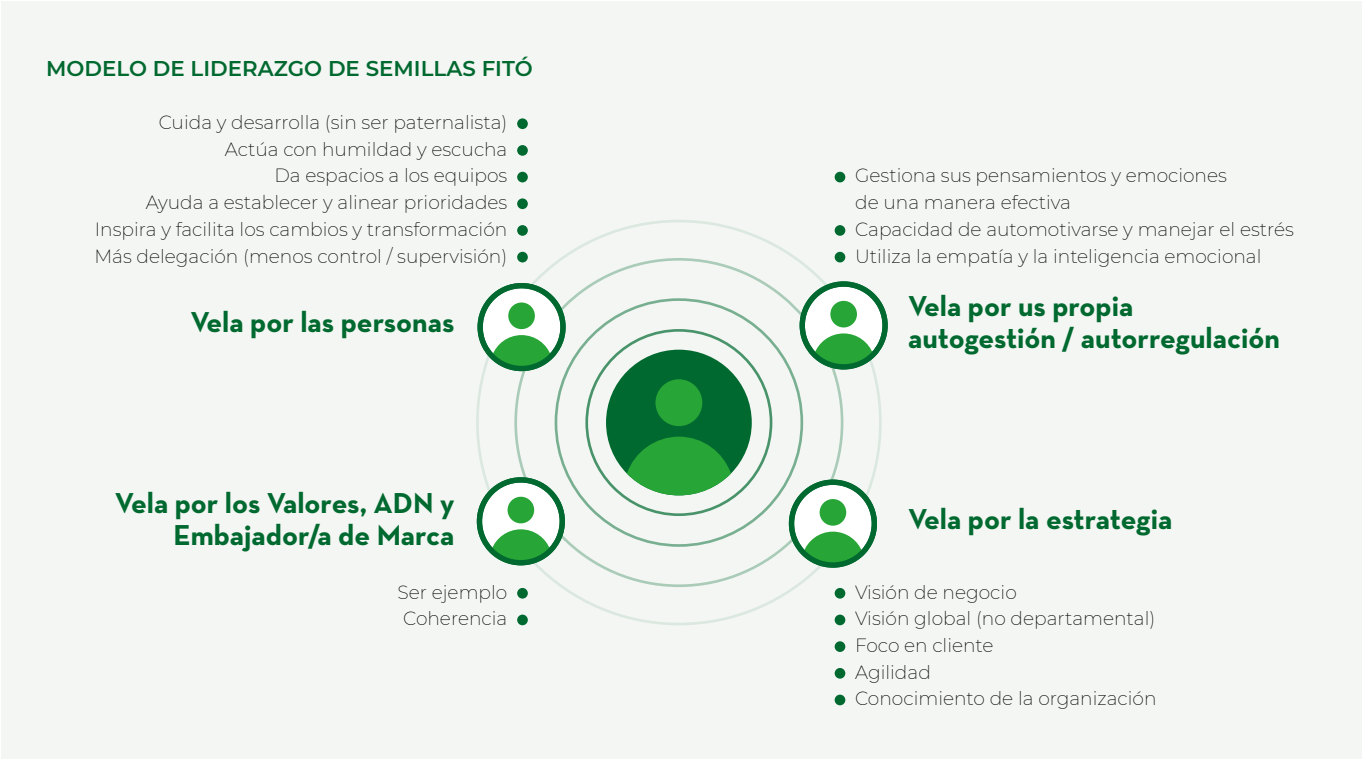 MODELO DE LIDERAZGO DE SEMILLAS FITÓ
Cuida y desarrolla (sin ser paternalista)
Actúa con humildad y escucha
Da espacios a los equipos
Ayuda a establecer y alinear prioridades
Inspira y facilita los cambios y transformación
Más delegación (menos control / supervisión)
Vela por las personas
Gestiona sus pensamientos y emociones
de una manera efectiva
Capacidad de automotivarse y manejar el estrés
Utiliza la empatía y la inteligencia emocional
Vela por us propia
autogestión / autorregulación
Vela por los Valores, ADN y
Embajador/a de Marca
Ser ejemplo
Coherencia
Vela por la estrategia
Visión de negocio
Visión global (no departamental)
Foco en cliente
Agilidad
Conocimiento de la organización